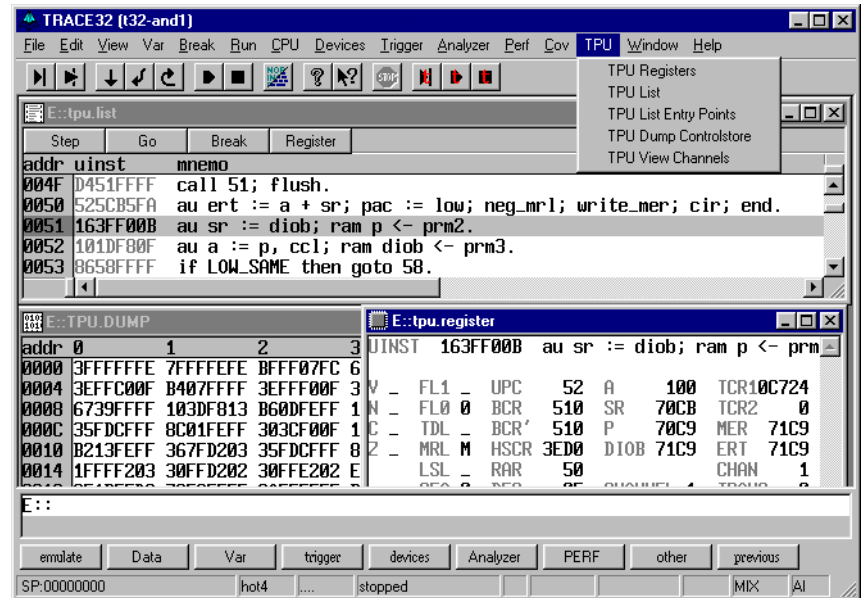 TRACE32 (t32-and1)
File Edit View Var Break Run CPU Devices Trigger Analyzer Perf Cov TPU Window Help
TPU Registers
TPU List
TPU List Entry Points
TPU Dump Controlstore
TPU View Channels
E::tpu.list
Step Go Break Register
addr uinst mnemo
004F D451FFFF call 51; flush.
0050 525CB5FA au ert := a + sr; pac := low; neg_mrl; write_mer; cir; end.
0051 163FF00B au sr := diob; ram p <- prm2.
0052 101DF80F au a := p, ccl; ram diob <- prm3.
0053 8658FFFF if LOW_SAME then goto 58.
E::TPU.DUMP
addr 0 1 2 3
0000 3FFFFFFE 7FFFFEFE BFFF07FC 6
0004 3EFFC00F B407FFFF 3EFFF00F 3
0008 6739FFFF 103DF813 B60DFEFF 1
000C 35FDCFFF 8C01FEFF 303CF00F 1
0010 B213FEFF 367FD203 35FDCFFF 8
0014 1FFFF203 30FFD202 30FFE202 E
E::tpu.register
UINST 163FF00B au sr := diob; ram p <- prm
V _ FL1 _ UPC 52 A 100 TCR1 0C724
N _ FL0 0 BCR 510 SR 70CB TCR2 0
C _ TDL _ BCR' 510 P 70C9 MER 71C9
Z _ MRL M HSCR 3ED0 DIOB 71C9 ERT 71C9
LSL _ RAR 50 CHAN 1
E::
emulate Data Var trigger devices Analyzer PERF other previous
SP:00000000 hot4 .... stopped MIX AI